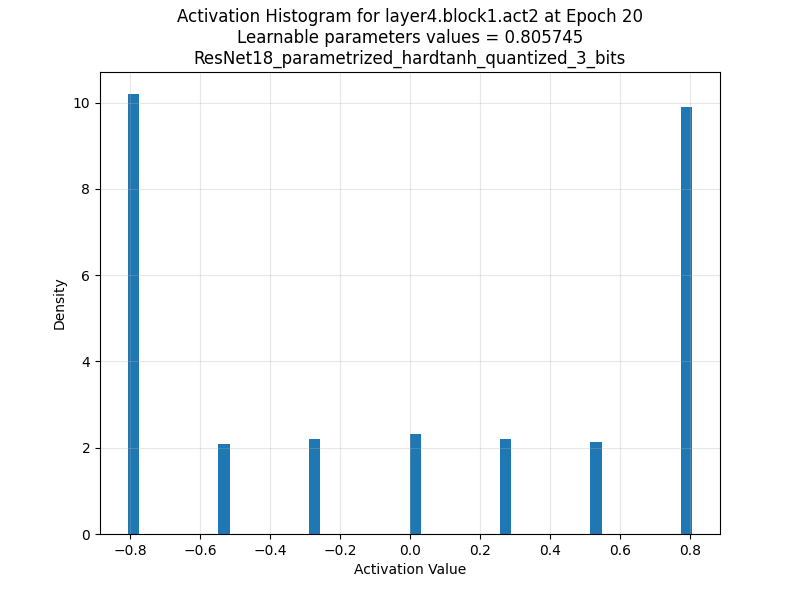 Activation Histogram for layer4.block1.act2 at Epoch 20
Learnable parameters values = 0.805745
ResNet18_parametrized_hardtanh_quantized_3_bits
10
8
6
4
2
0
Density
−0.8 −0.6 −0.4 −0.2 0.0 0.2 0.4 0.6 0.8
Activation Value